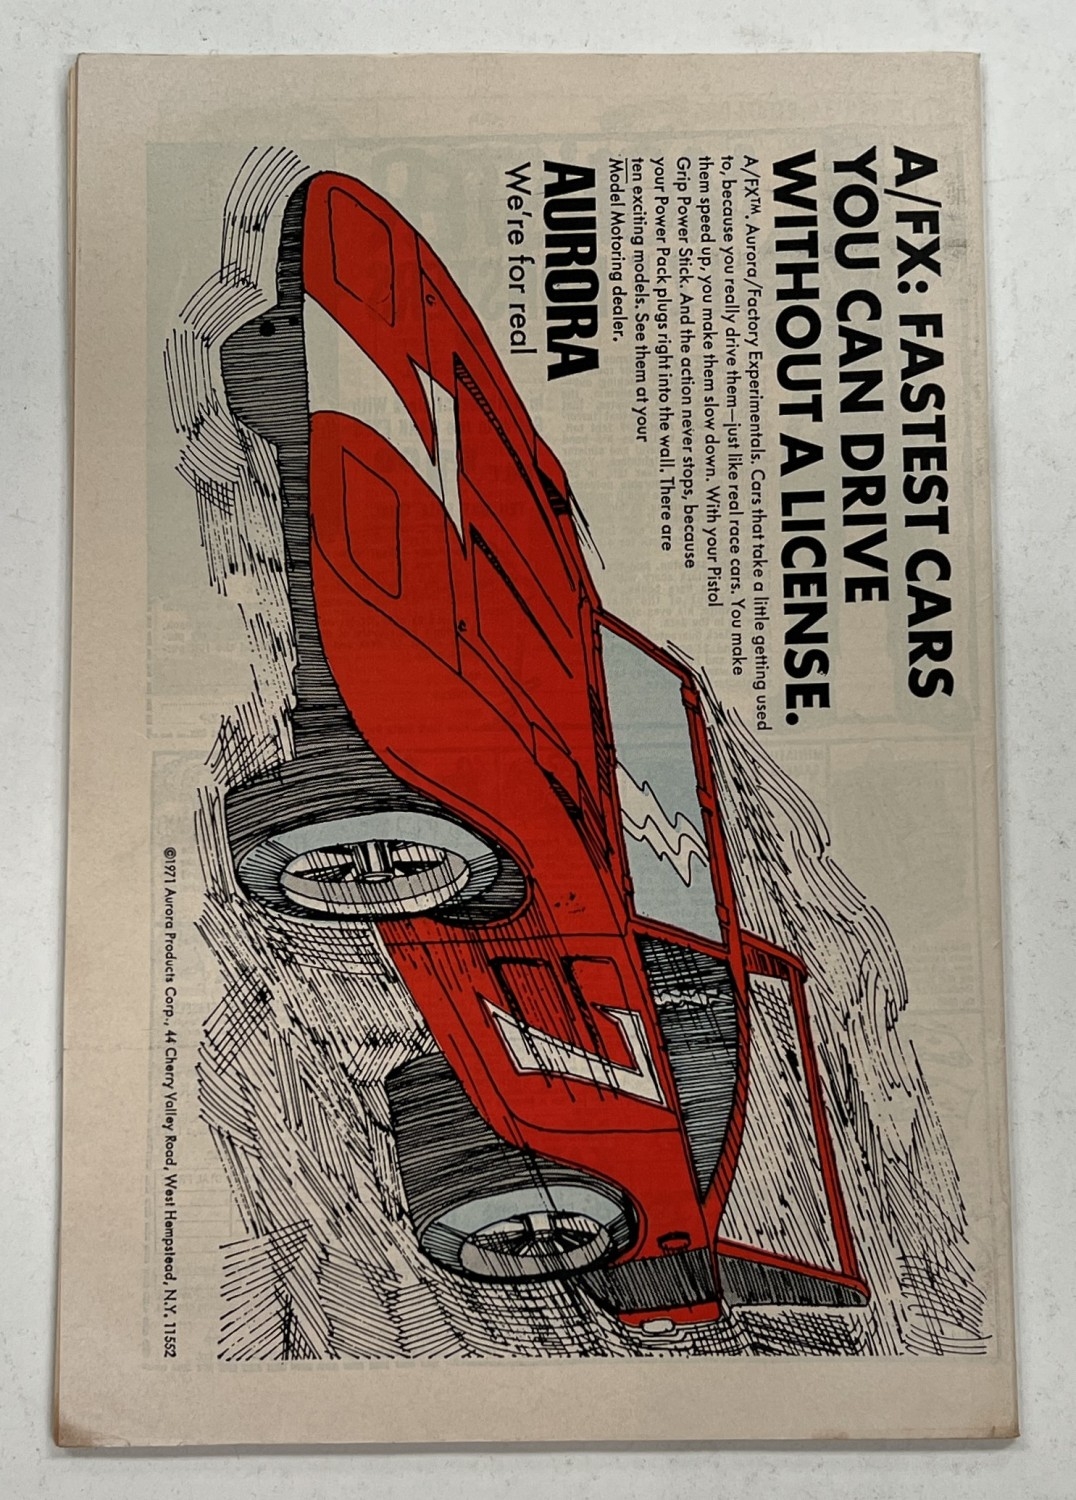 A/FX: FASTEST CARS
YOU CAN DRIVE
WITHOUT A LICENSE.
A/FX™. Aurora/Factory Experimentals. Cars that take a little getting used
to, because you really drive them—just like real race cars. You make
them speed up, you make them slow down. With your Pistol
Grip Power Stick. And the action never stops, because
your Power Pack plugs right into the wall. There are
ten exciting models. See them at your
Model Motoring dealer.
AURORA
We're for real
©1971 Aurora Products Corp., 44 Cherry Valley Road, West Hempstead, N.Y. 11552